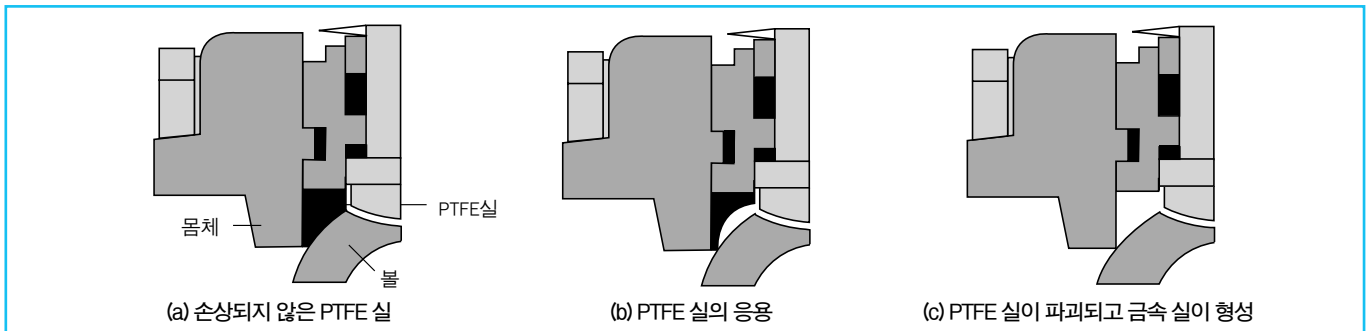 PTFE실
몸체
볼
(a) 손상되지 않은 PTFE 실
(b) PTFE 실의 응용
(c) PTFE 실이 파괴되고 금속 실이 형성